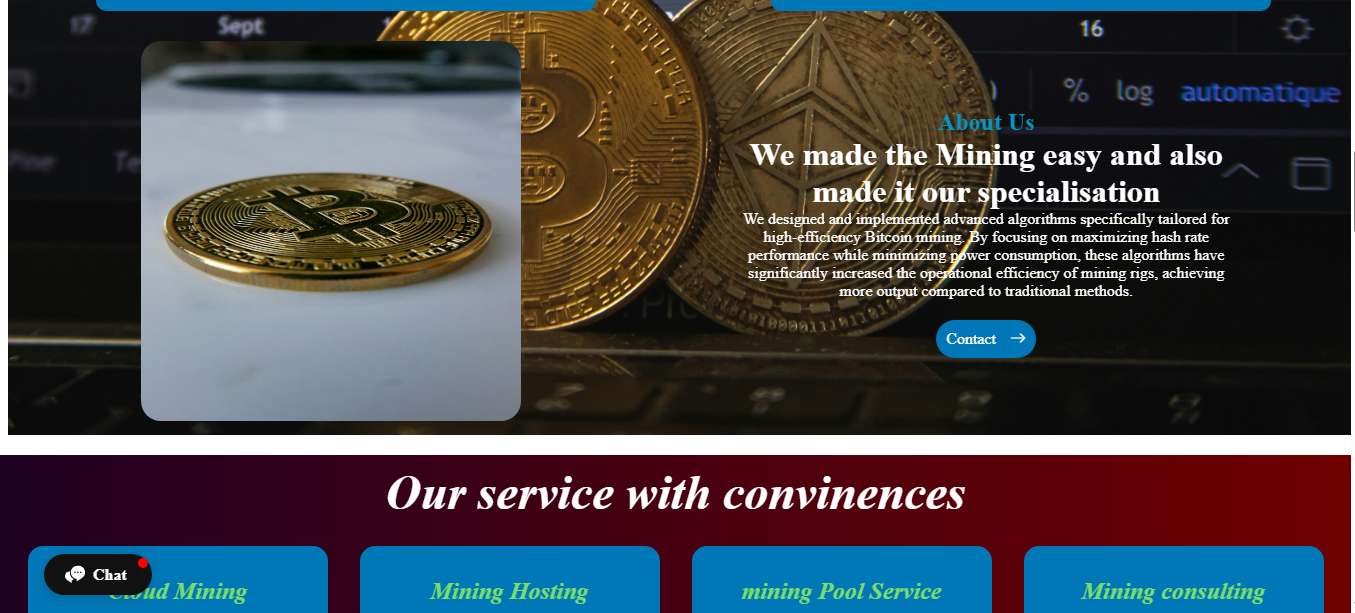 17
Sept
16
% log automatique
About Us
We made the Mining easy and also
made it our specialisation
We designed and implemented advanced algorithms specifically tailored for
high-efficiency Bitcoin mining. By focusing on maximizing hash rate
performance while minimizing power consumption, these algorithms have
significantly increased the operational efficiency of mining rigs, achieving
more output compared to traditional methods.
Contact
Our service with convinences
Chat
Cloud Mining
Mining Hosting
mining Pool Service
Mining consulting